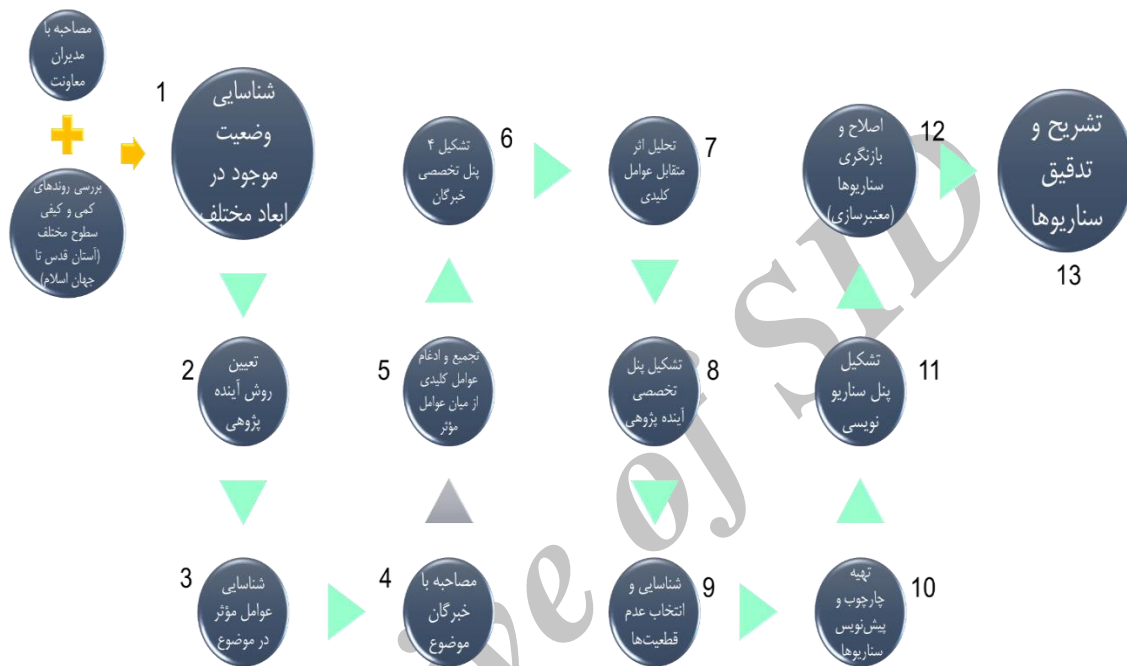 مصاحبه با
مدیران
معاونت
بررسی روندهای
کمی و کیفی
سطوح مختلف
(آستان قدس تا
جهان اسلام)
1
شناسایی
وضعیت
موجود در
ابعاد مختلف
2
تعیین
روش آینده
پژوهی
3
شناسایی
عوامل مؤثر
در موضوع
4
مصاحبه با
خبرگان
موضوع
5
تجمیع و ادغام
عوامل کلیدی
از میان عوامل
مؤثر
6
تشکیل ۴
پنل تخصصی
خبرگان
7
تحلیل اثر
متقابل عوامل
کلیدی
8
تشکیل پنل
تخصصی
آینده پژوهی
9
شناسایی و
انتخاب عدم
قطعیت‌ها
10
تهیه
چارچوب و
پیش‌نویس
سناریوها
11
تشکیل
پنل سناریو
نویسی
12
اصلاح و
بازنگری
سناریوها
(معتبرسازی)
13
تشریح و
تدقیق
سناریوها
ive of SID